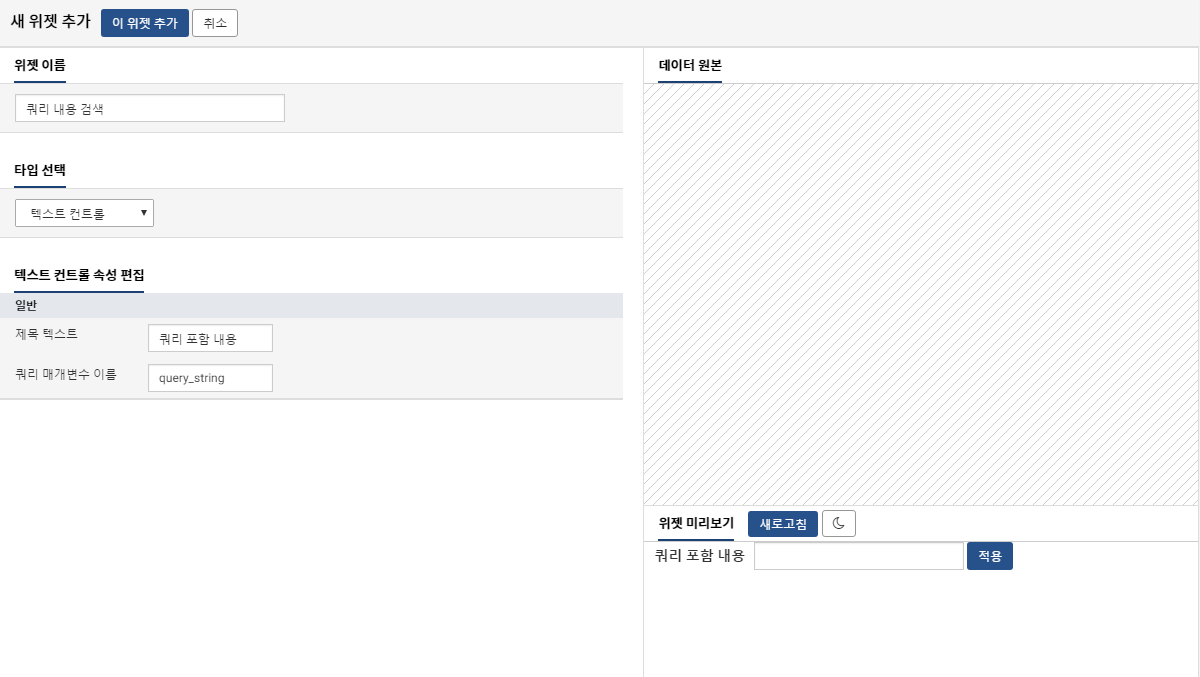 새 위젯 추가 이 위젯 추가 취소
위젯 이름
쿼리 내용 검색
타입 선택
텍스트 컨트롤
텍스트 컨트롤 속성 편집
일반
제목 텍스트 쿼리 포함 내용
쿼리 매개변수 이름 query_string
데이터 원본
위젯 미리보기 새로고침
쿼리 포함 내용 적용